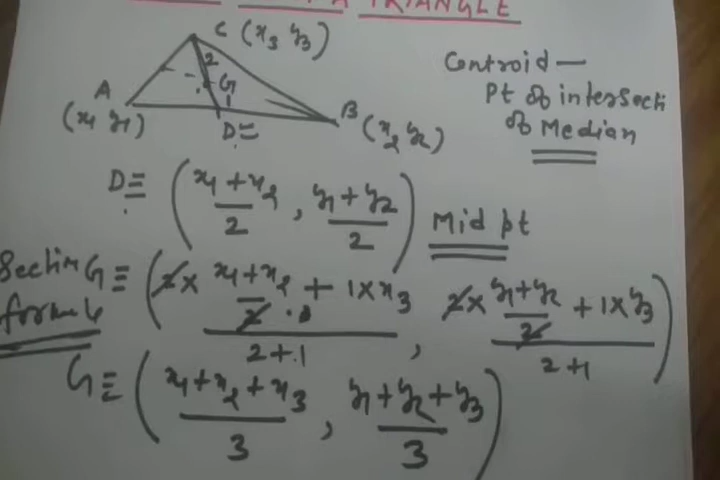 TRIANGLE
C (x3 y3)
2
G
1
A
(x1 y1)
B (x2 y2)
D≡
Centroid —
Pt of intersecti
of Median
D≡ (x1 + x2 / 2 , y1 + y2 / 2) Mid pt
Section G ≡ (2 x x1 + x2 / 2 + 1 x x3 / 2+1 , 2 x y1 + y2 / 2 + 1 x y3 / 2+1)
formula
G ≡ (x1 + x2 + x3 / 3 , y1 + y2 + y3 / 3)